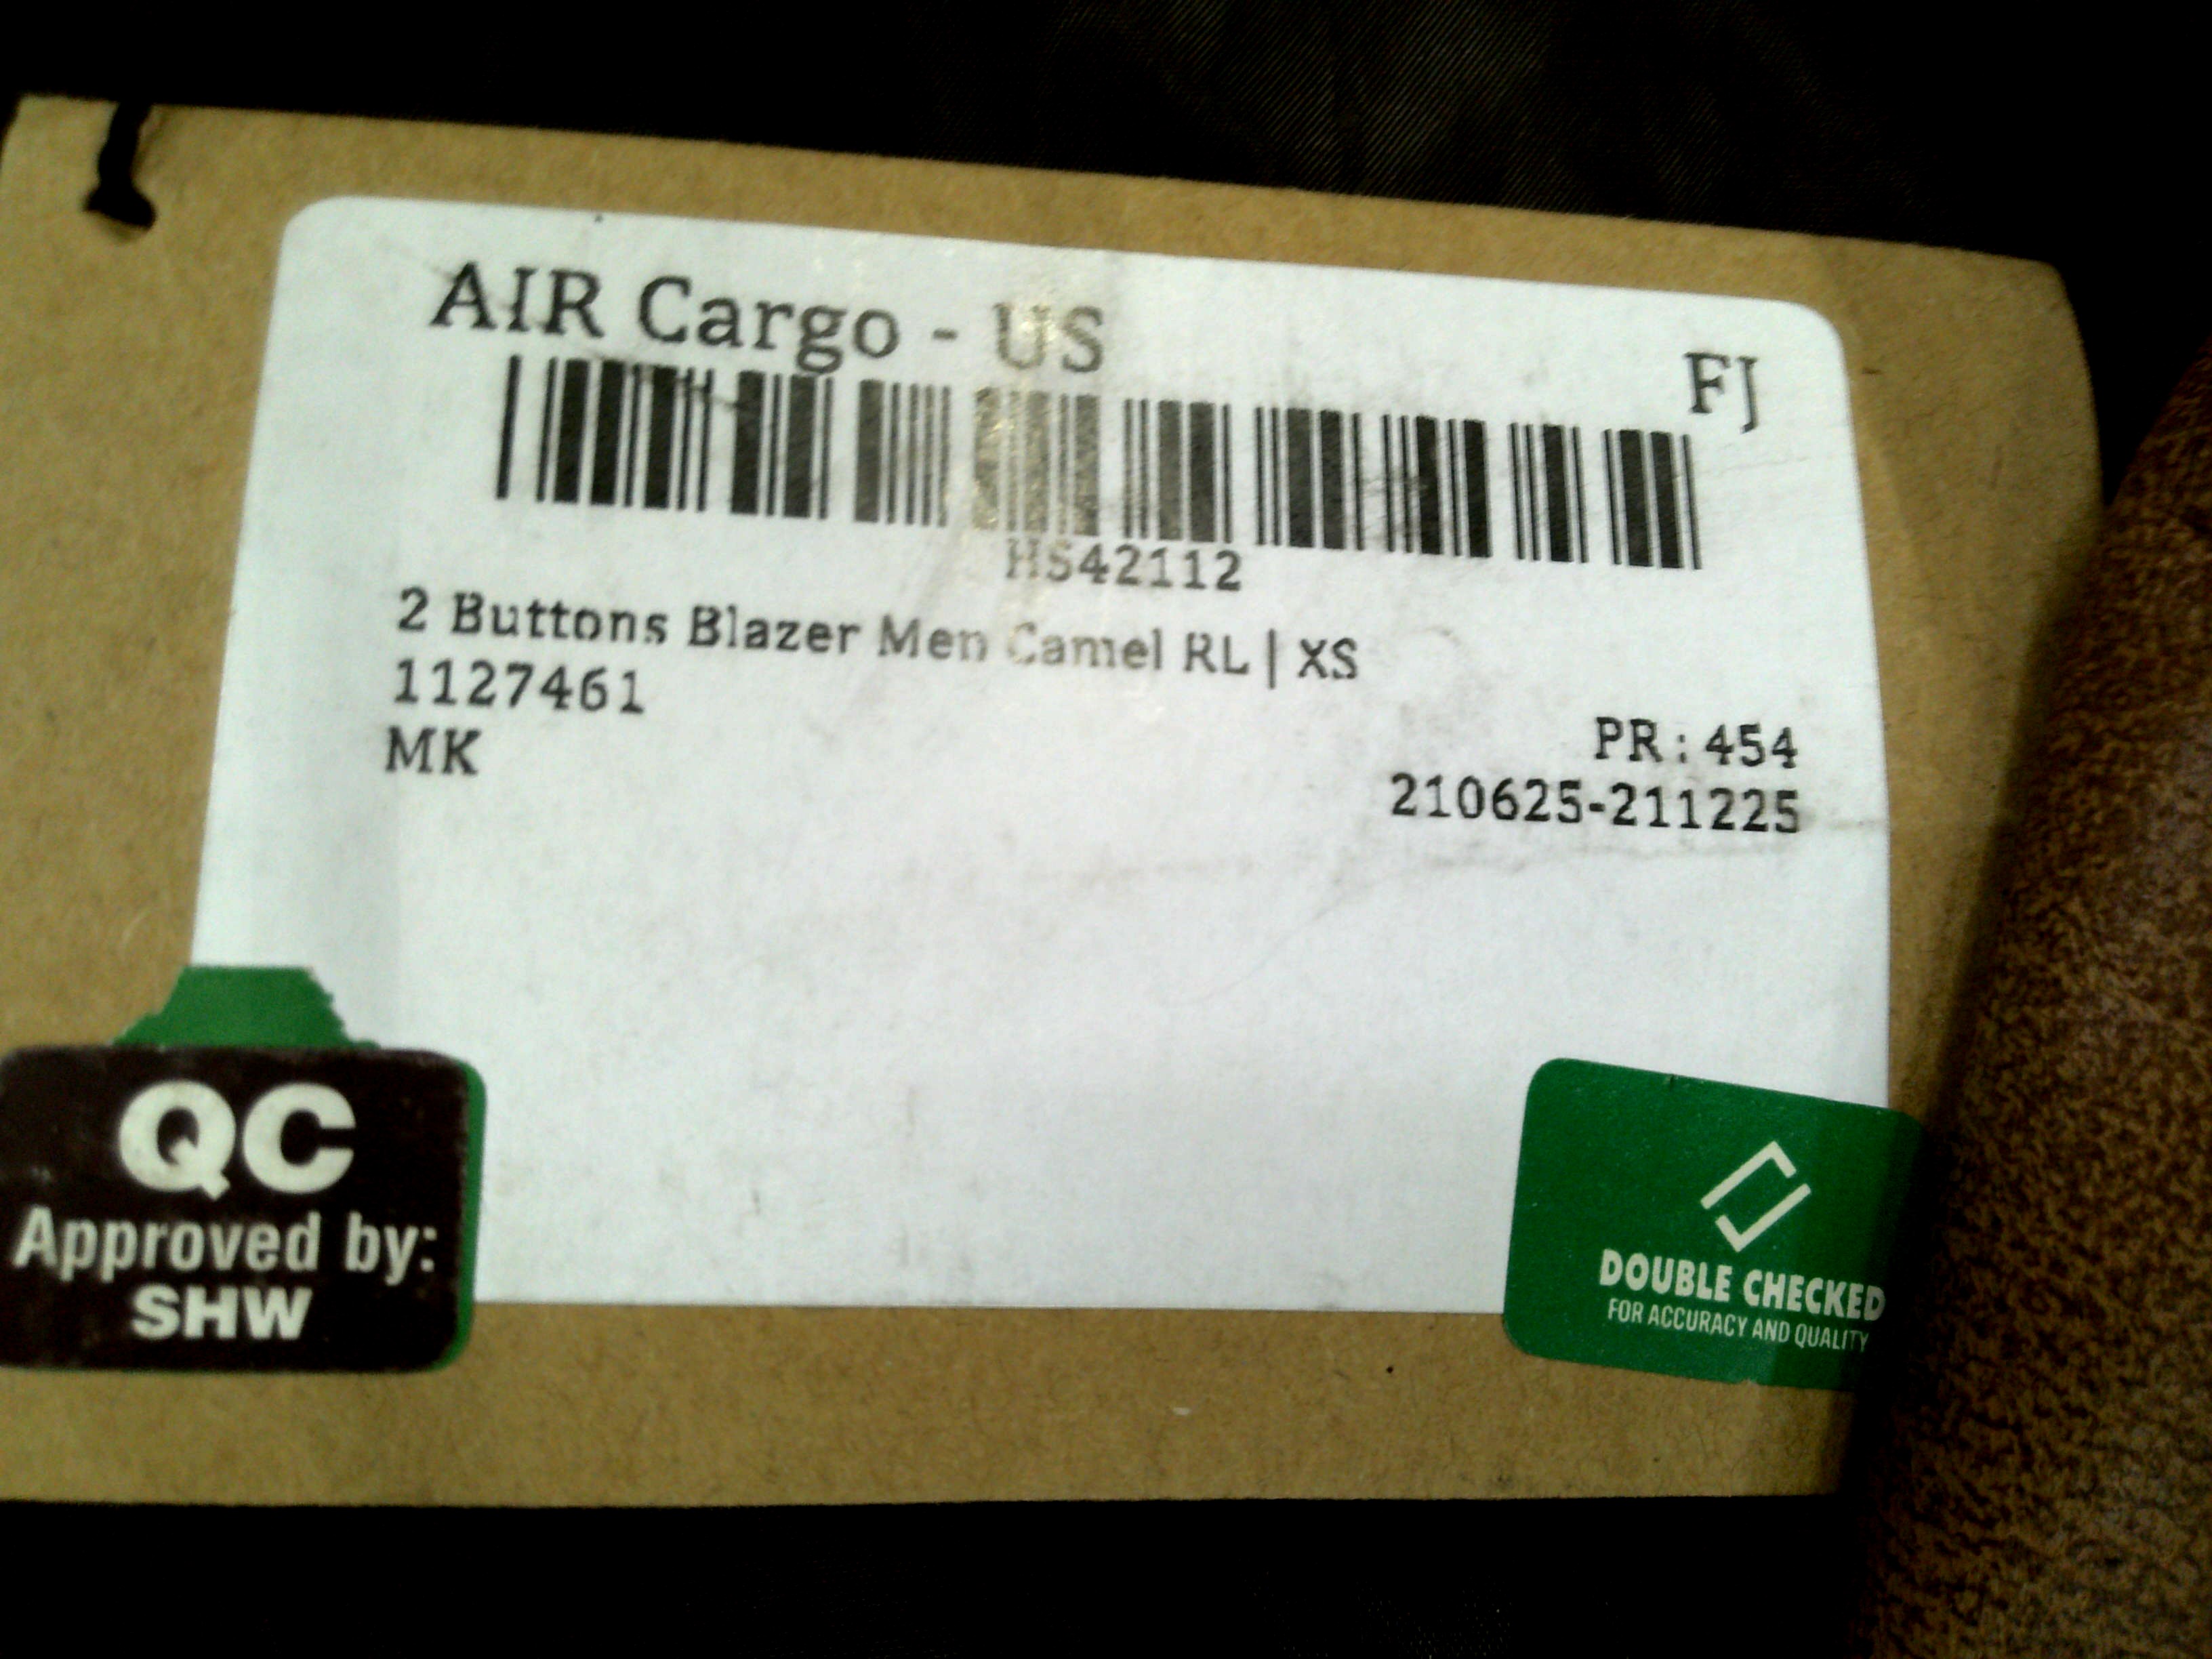 AIR Cargo - US
FJ
HS42112
2 Buttons Blazer Men Camel RL | XS
1127461
PR : 454
MK
210625-211225
QC
Approved by:
SHW
DOUBLE CHECKED
FOR ACCURACY AND QUALITY